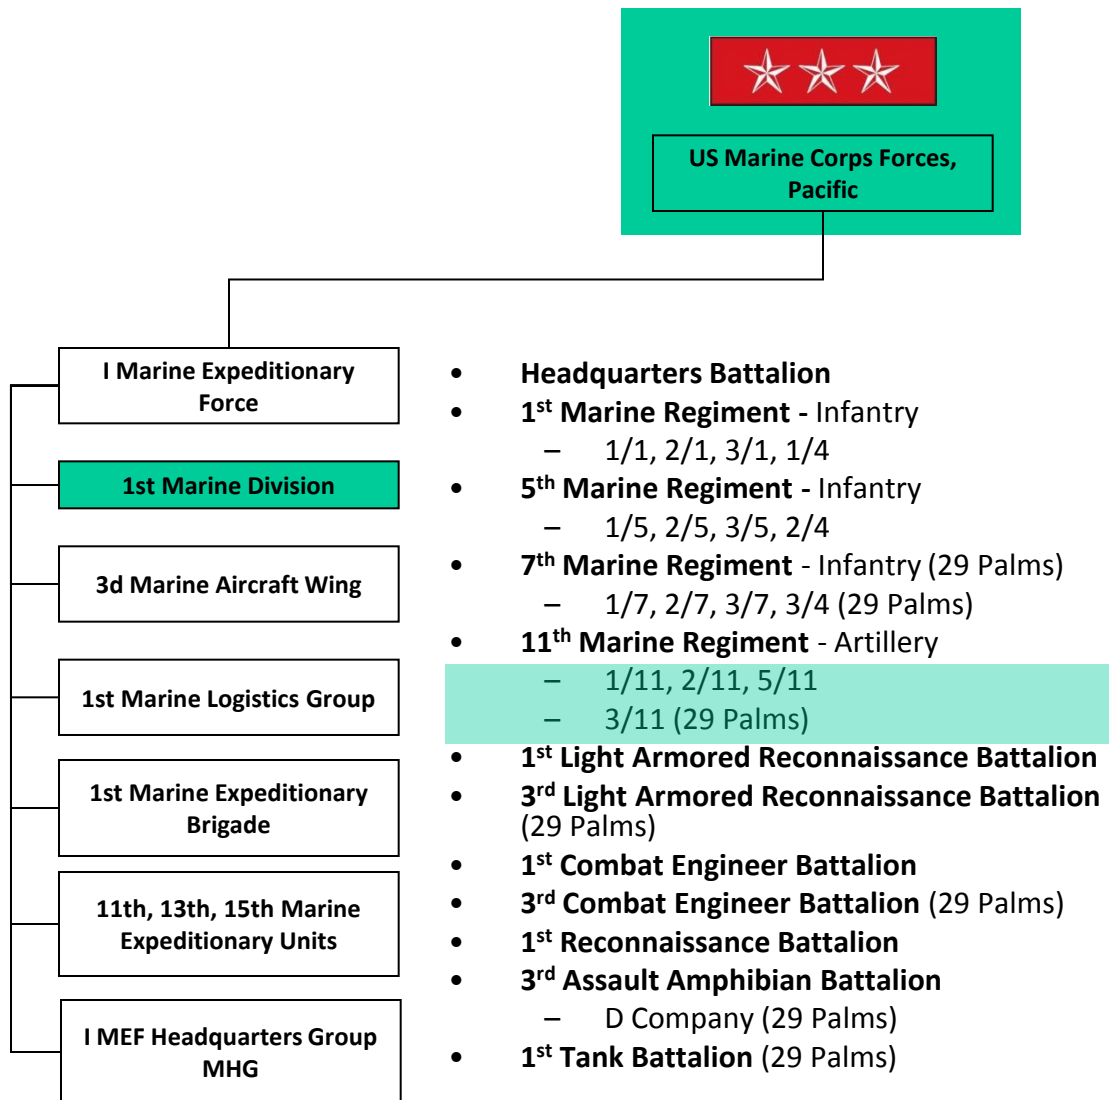 US Marine Corps Forces,
Pacific
I Marine Expeditionary
Force
1st Marine Division
3d Marine Aircraft Wing
1st Marine Logistics Group
1st Marine Expeditionary
Brigade
11th, 13th, 15th Marine
Expeditionary Units
I MEF Headquarters Group
MHG
• Headquarters Battalion
• 1st Marine Regiment - Infantry
– 1/1, 2/1, 3/1, 1/4
• 5th Marine Regiment - Infantry
– 1/5, 2/5, 3/5, 2/4
• 7th Marine Regiment - Infantry (29 Palms)
– 1/7, 2/7, 3/7, 3/4 (29 Palms)
• 11th Marine Regiment - Artillery
– 1/11, 2/11, 5/11
– 3/11 (29 Palms)
• 1st Light Armored Reconnaissance Battalion
• 3rd Light Armored Reconnaissance Battalion
(29 Palms)
• 1st Combat Engineer Battalion
• 3rd Combat Engineer Battalion (29 Palms)
• 1st Reconnaissance Battalion
• 3rd Assault Amphibian Battalion
– D Company (29 Palms)
• 1st Tank Battalion (29 Palms)